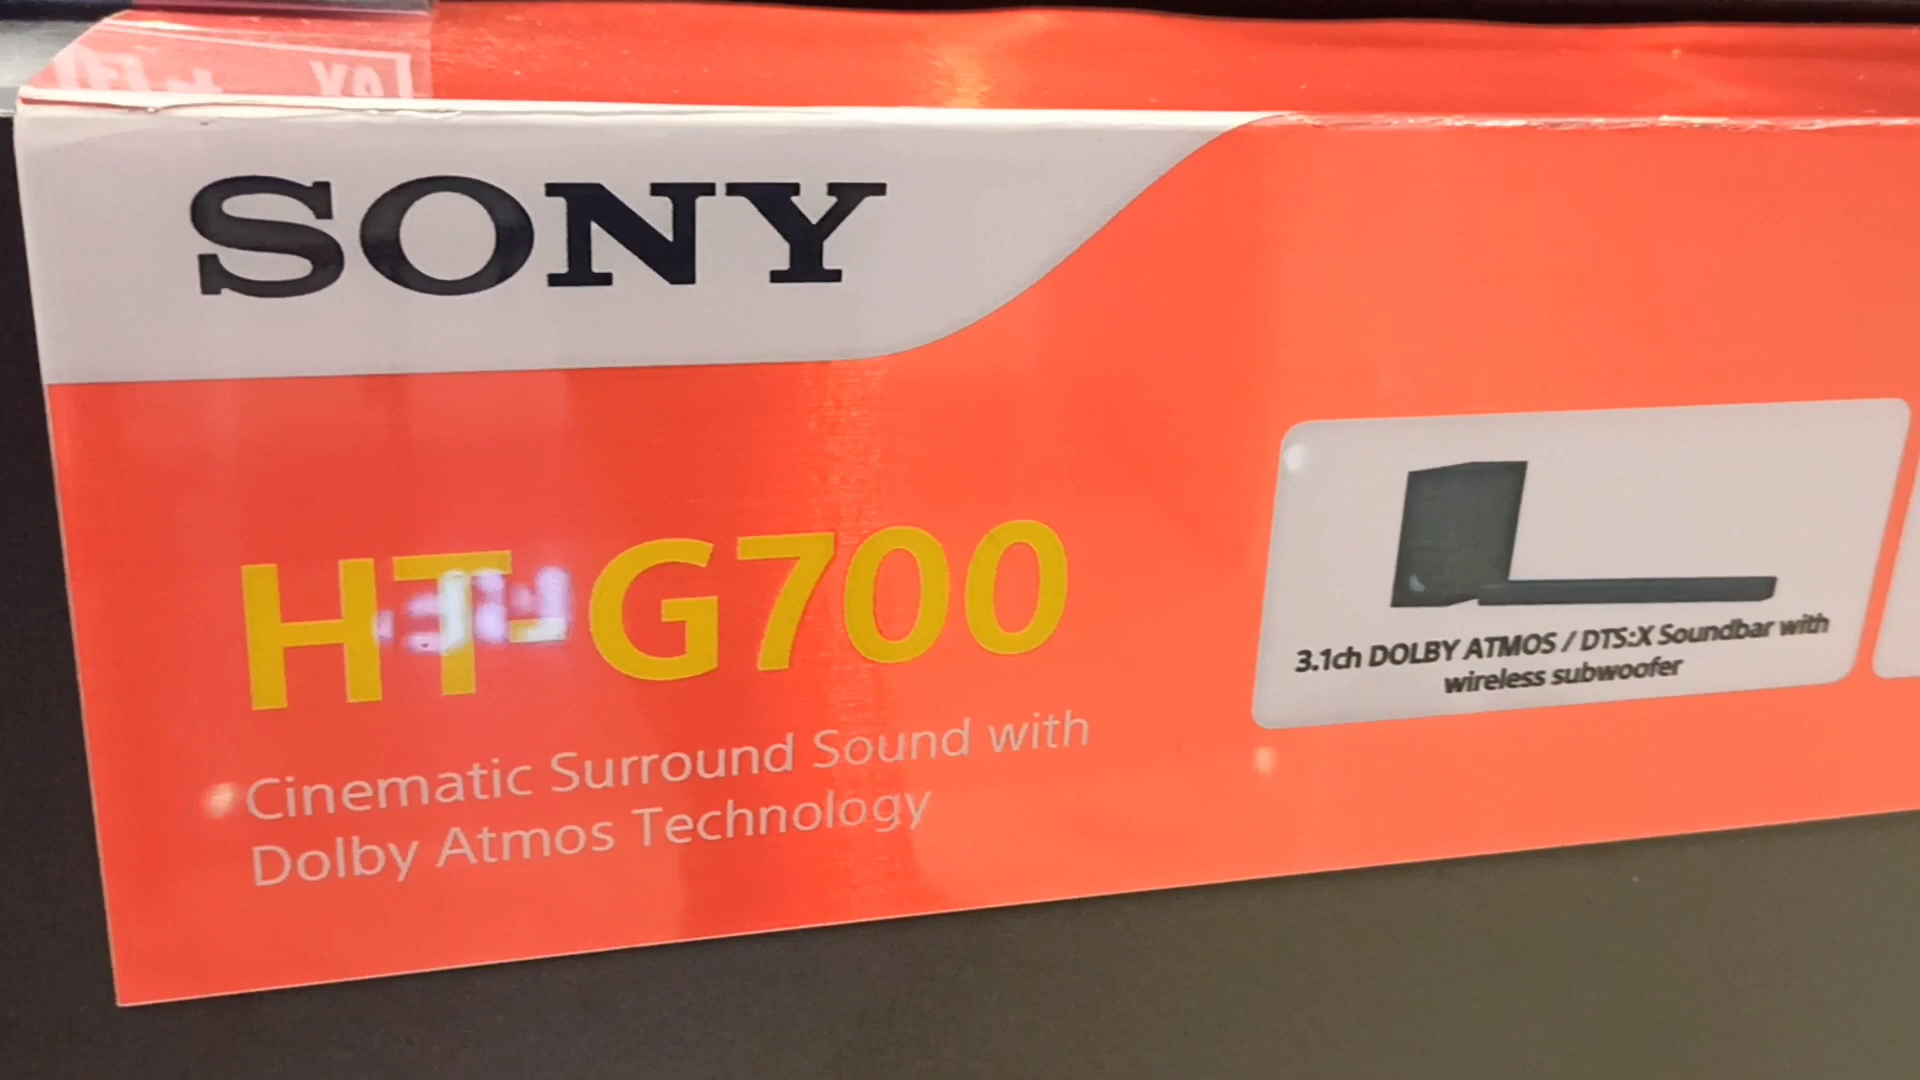 SONY
HT-G700
Cinematic Surround Sound with
Dolby Atmos Technology
3.1ch DOLBY ATMOS / DTS:X Soundbar with
wireless subwoofer